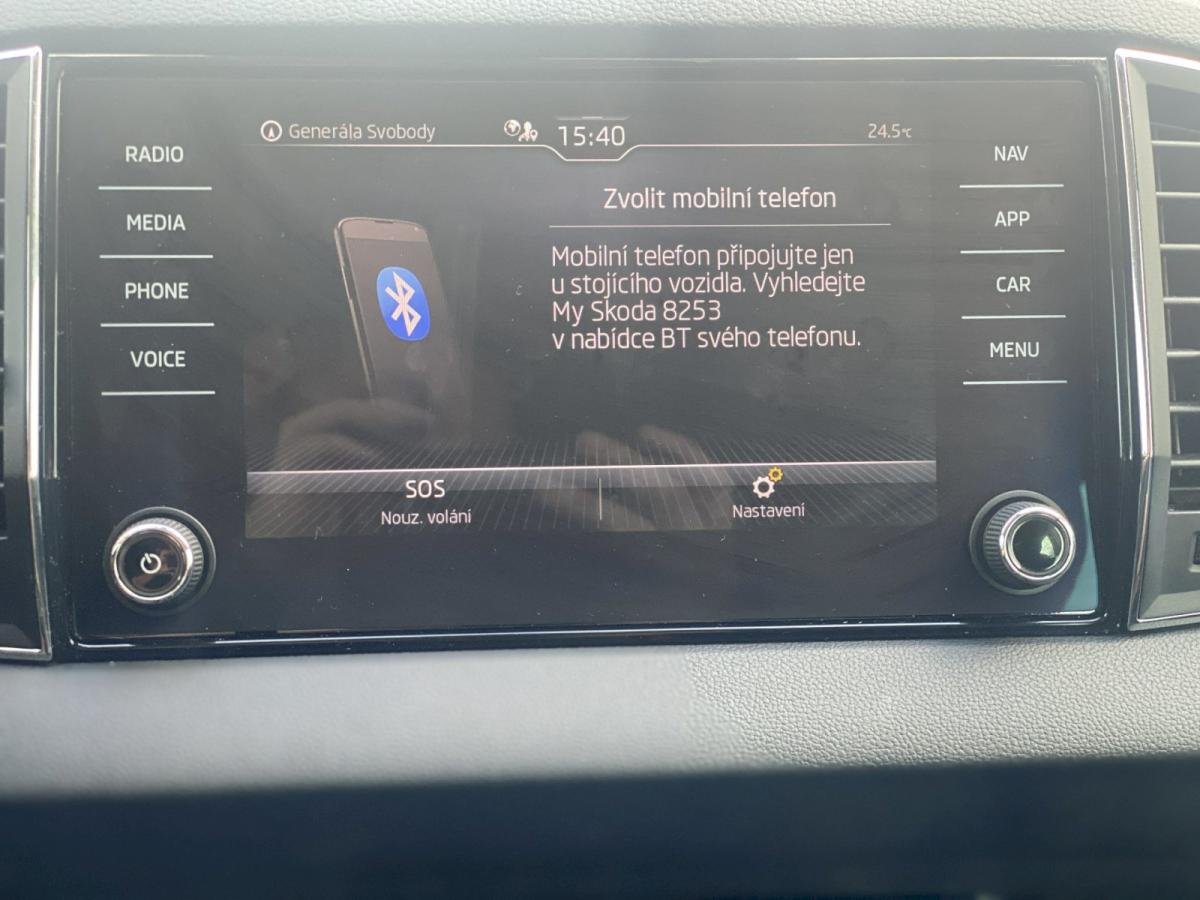 Generála Svobody
15:40
24.5°C
RADIO
MEDIA
PHONE
VOICE
NAV
APP
CAR
MENU
Zvolit mobilní telefon
Mobilní telefon připojujte jen
u stojícího vozidla. Vyhledejte
My Skoda 8253
v nabídce BT svého telefonu.
SOS
Nouz. volání
Nastavení